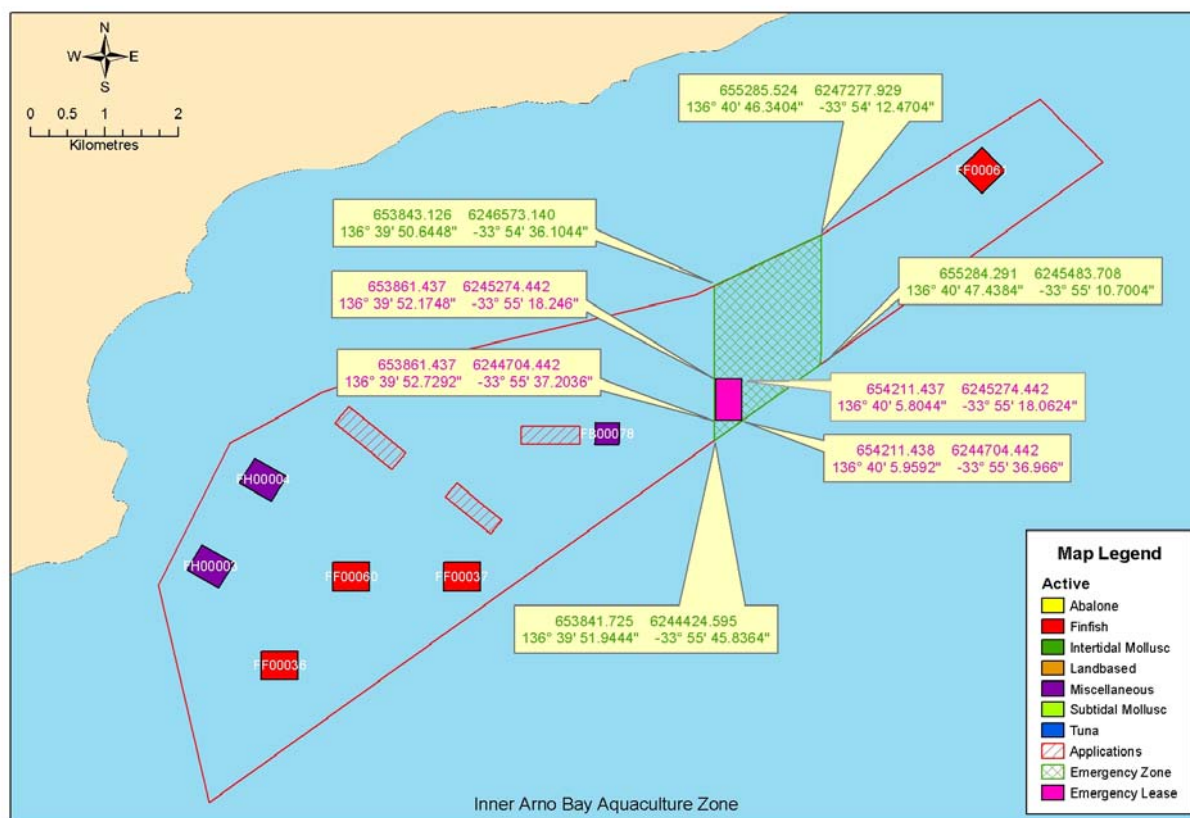 N
W E
S
0 0.5 1 2
Kilometres
655285.524 6247277.929
136° 40' 46.3404" -33° 54' 12.4704"
653843.126 6246573.140
136° 39' 50.6448" -33° 54' 36.1044"
653861.437 6245274.442
136° 39' 52.1748" -33° 55' 18.246"
655284.291 6245483.708
136° 40' 47.4384" -33° 55' 10.7004"
653861.437 6244704.442
136° 39' 52.7292" -33° 55' 37.2036"
654211.437 6245274.442
136° 40' 5.8044" -33° 55' 18.0624"
654211.438 6244704.442
136° 40' 5.9592" -33° 55' 36.966"
653841.725 6244424.595
136° 39' 51.9444" -33° 55' 45.8364"
FB00078
FH00004
FH00003
FF00060
FF00037
FF00036
Map Legend
Active
Abalone
Finfish
Intertidal Mollusc
Landbased
Miscellaneous
Subtidal Mollusc
Tuna
Applications
Emergency Zone
Emergency Lease
Inner Arno Bay Aquaculture Zone